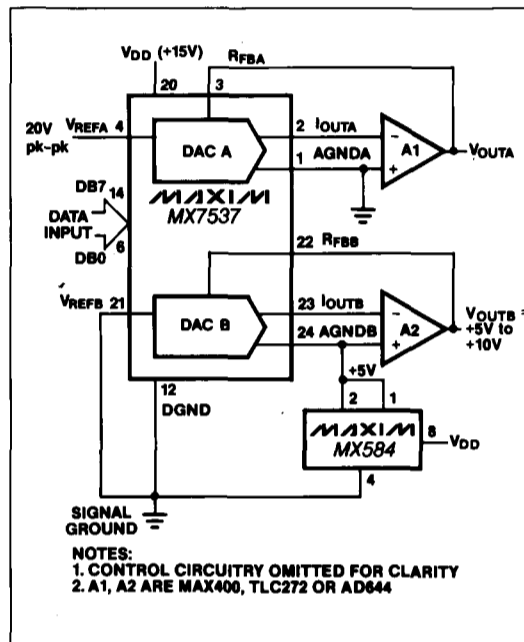 VDD (+15V)
RFBA
20
3
20V
pk-pk
VREFA 4
2 IOUTA
DAC A
1 AGNDA
A1
VOUTA
-
+
DB7 14
MAXIM
MX7537
DATA
INPUT
DB0 6
22 RFBB
VREFB 21
23 IOUTB
DAC B
24 AGNDB
A2
-
+
VOUTB =
+5V to
+10V
+5V
12
DGND
2
1
MAXIM
MX584
8
VDD
4
SIGNAL
GROUND
NOTES:
1. CONTROL CIRCUITRY OMITTED FOR CLARITY
2. A1, A2 ARE MAX400, TLC272 OR AD644